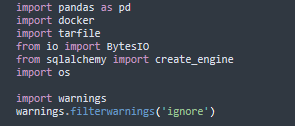 import pandas as pd
import docker
import tarfile
from io import BytesIO
from sqlalchemy import create_engine
import os
import warnings
warnings.filterwarnings('ignore')